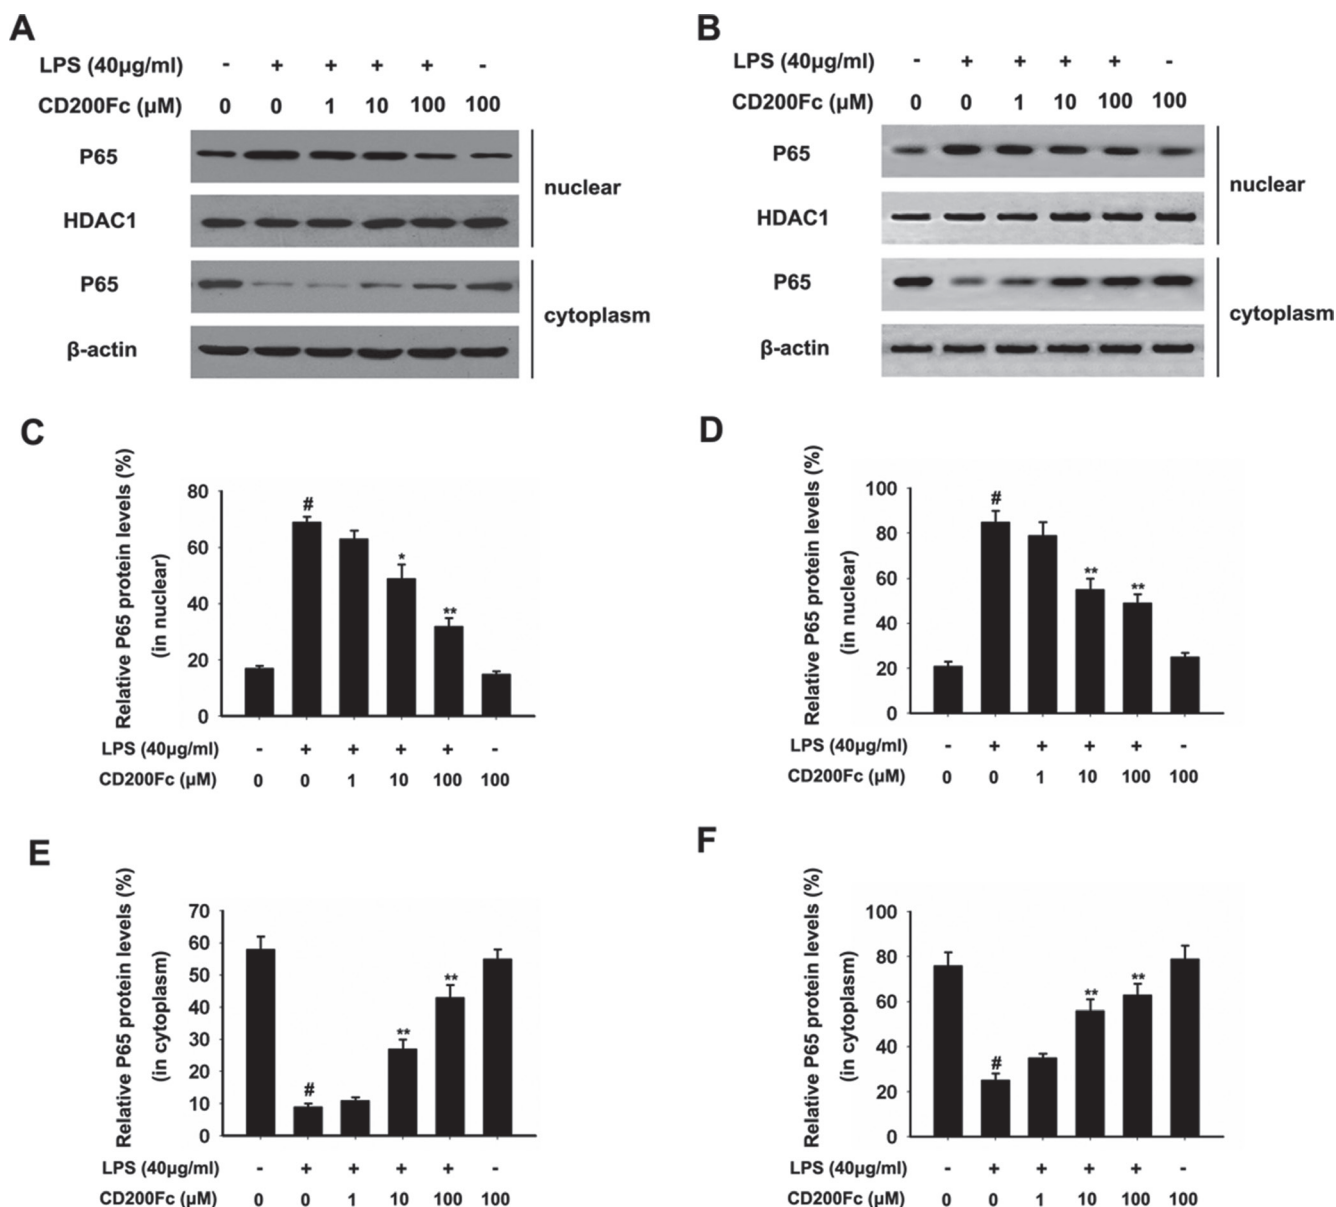 A
LPS (40µg/ml) - + + + + -
CD200Fc (µM) 0 0 1 10 100 100
P65
HDAC1
nuclear
P65
β-actin
cytoplasm
B
LPS (40µg/ml) - + + + + -
CD200Fc (µM) 0 0 1 10 100 100
P65
HDAC1
nuclear
P65
β-actin
cytoplasm
C
Relative P65 protein levels (%)
(in nuclear)
80
60
40
20
0
#
*
**
LPS (40µg/ml) - + + + + -
CD200Fc (µM) 0 0 1 10 100 100
D
Relative P65 protein levels (%)
(in nuclear)
100
80
60
40
20
0
#
**
**
LPS (40µg/ml) - + + + + -
CD200Fc (µM) 0 0 1 10 100 100
E
Relative P65 protein levels (%)
(in cytoplasm)
70
60
50
40
30
20
10
0
#
**
**
LPS (40µg/ml) - + + + + -
CD200Fc (µM) 0 0 1 10 100 100
F
Relative P65 protein levels (%)
(in cytoplasm)
100
80
60
40
20
0
#
**
**
LPS (40µg/ml) - + + + + -
CD200Fc (µM) 0 0 1 10 100 100